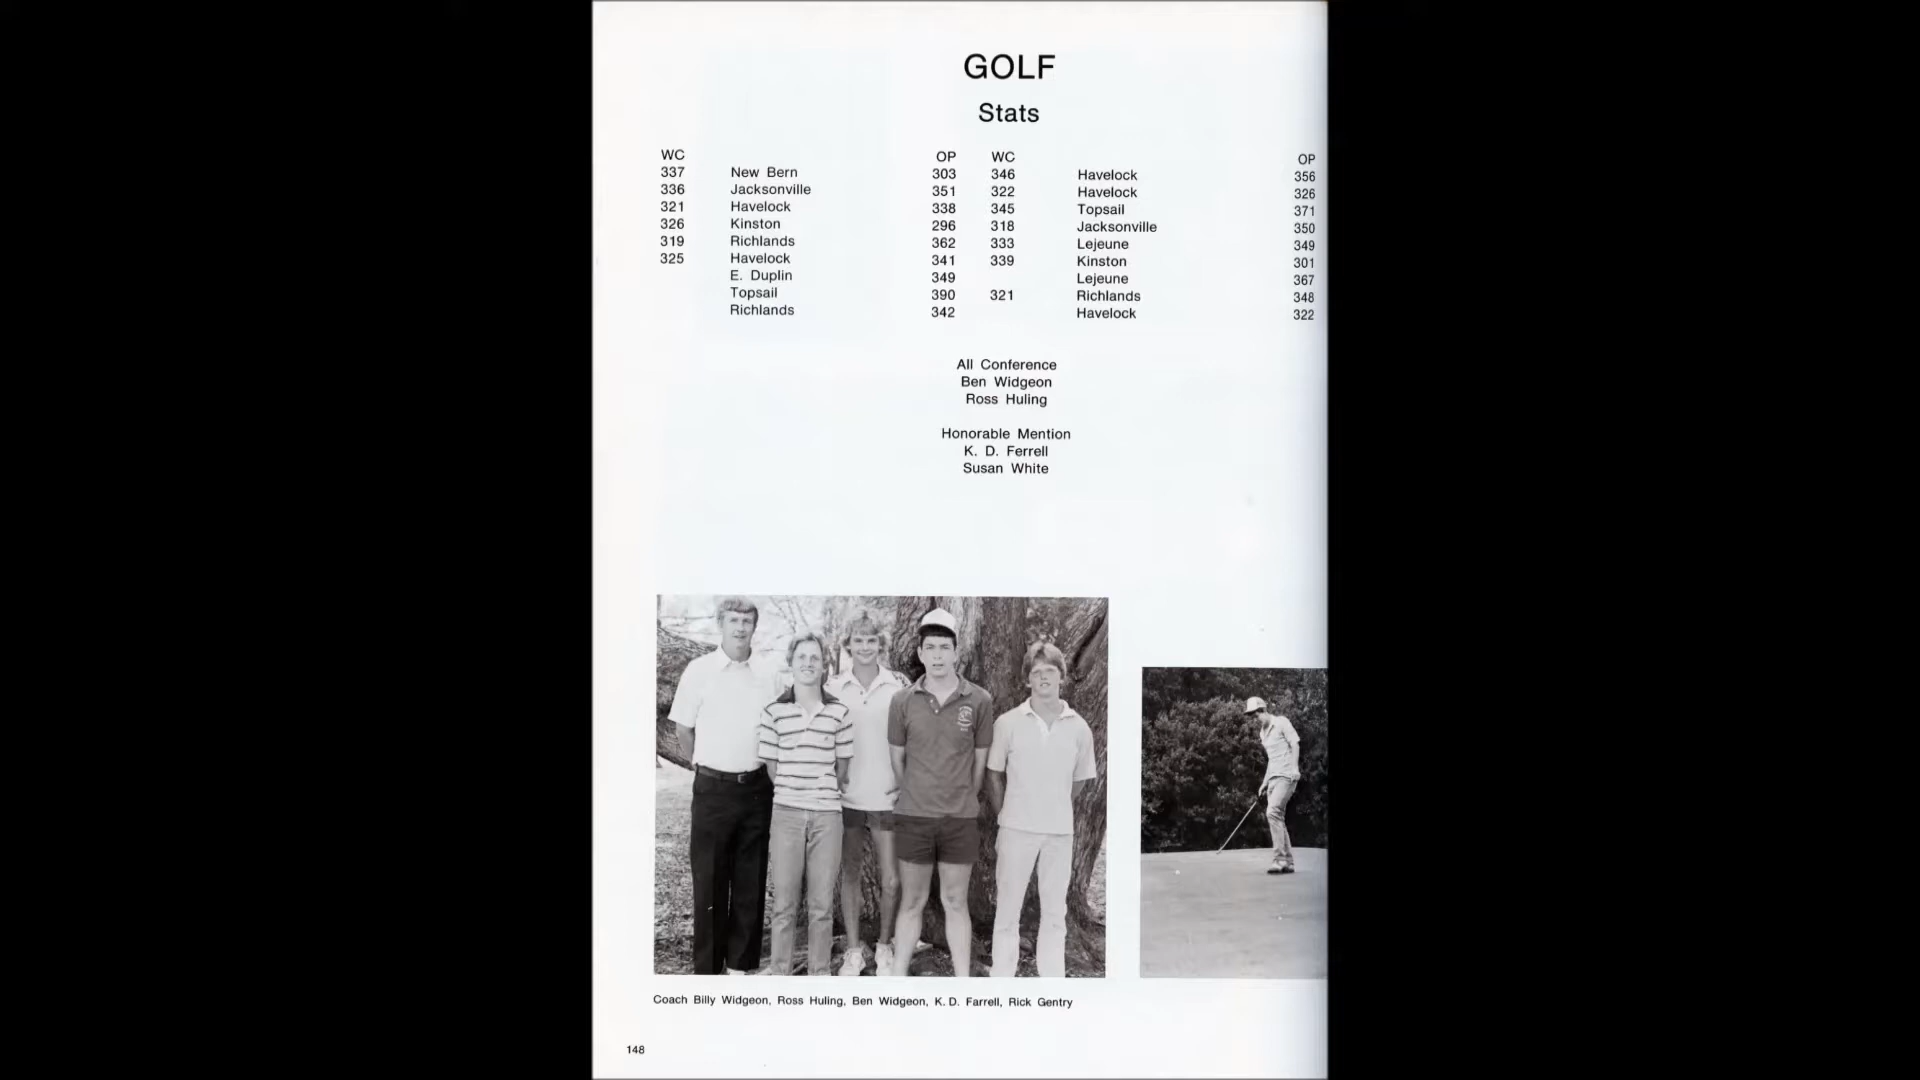 GOLF
Stats
WC OP WC OP
337 New Bern 303 346 Havelock 356
336 Jacksonville 351 322 Havelock 326
321 Havelock 338 345 Topsail 371
326 Kinston 296 318 Jacksonville 350
319 Richlands 362 333 Lejeune 349
325 Havelock 341 339 Kinston 301
E. Duplin 349 Lejeune 367
Topsail 390 321 Richlands 348
Richlands 342 Havelock 322
All Conference
Ben Widgeon
Ross Huling
Honorable Mention
K. D. Ferrell
Susan White
Coach Billy Widgeon, Ross Huling, Ben Widgeon, K. D. Farrell, Rick Gentry
148